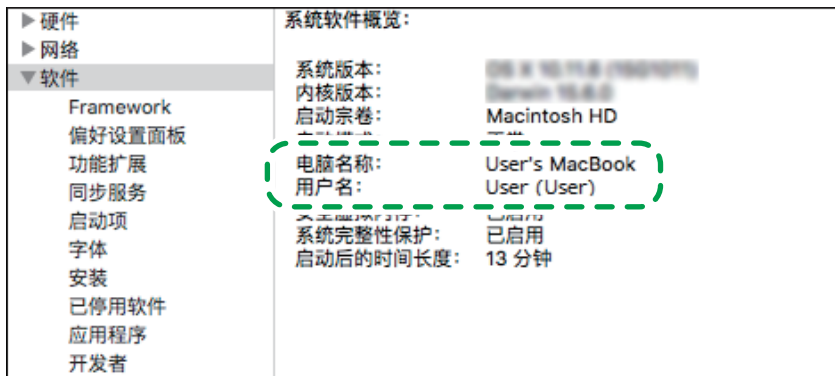 ▶硬件
▶网络
▼软件
Framework
偏好设置面板
功能扩展
同步服务
启动项
字体
安装
已停用软件
应用程序
开发者
系统软件概览：
系统版本：
内核版本：
启动宗卷： Macintosh HD
电脑名称： User's MacBook
用户名： User (User)
系统完整性保护： 已启用
启动后的时间长度： 13 分钟